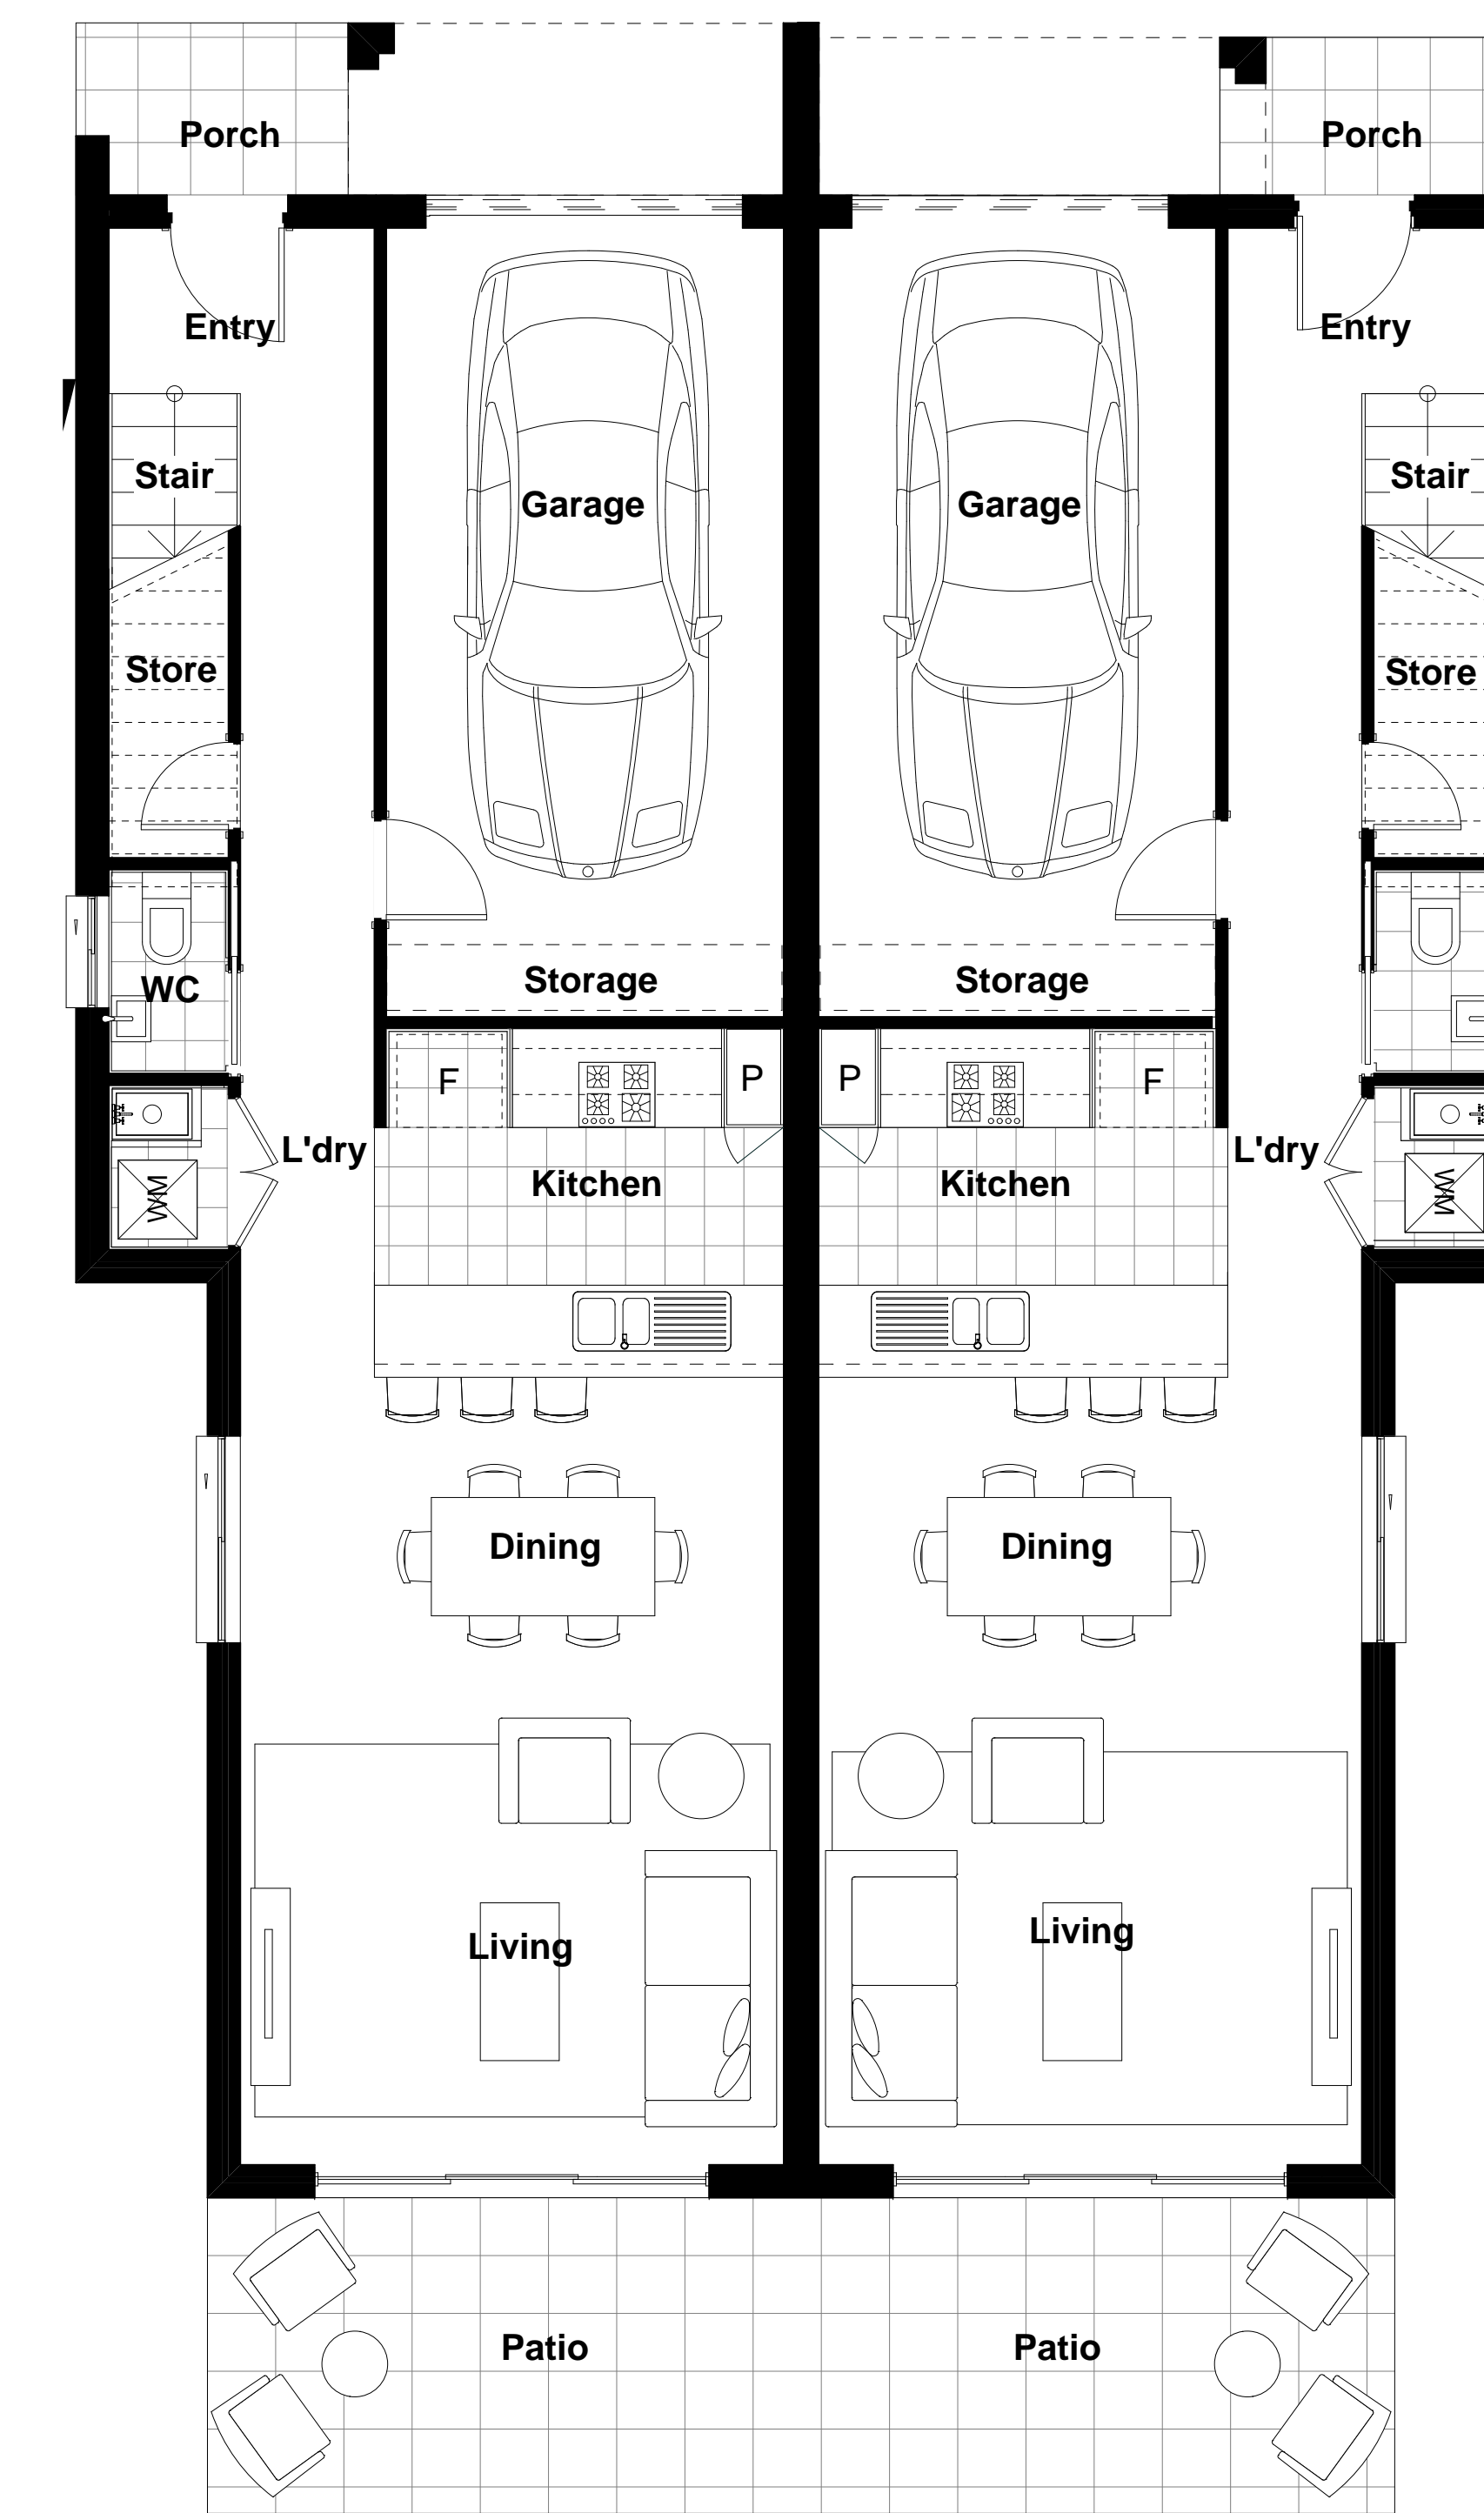 Porch Porch
Entry Entry
Stair Stair
Garage Garage
Store Store
Storage Storage
WC
F P P F
L'dry L'dry
Kitchen Kitchen
WM WM
Dining Dining
Living Living
Patio Patio